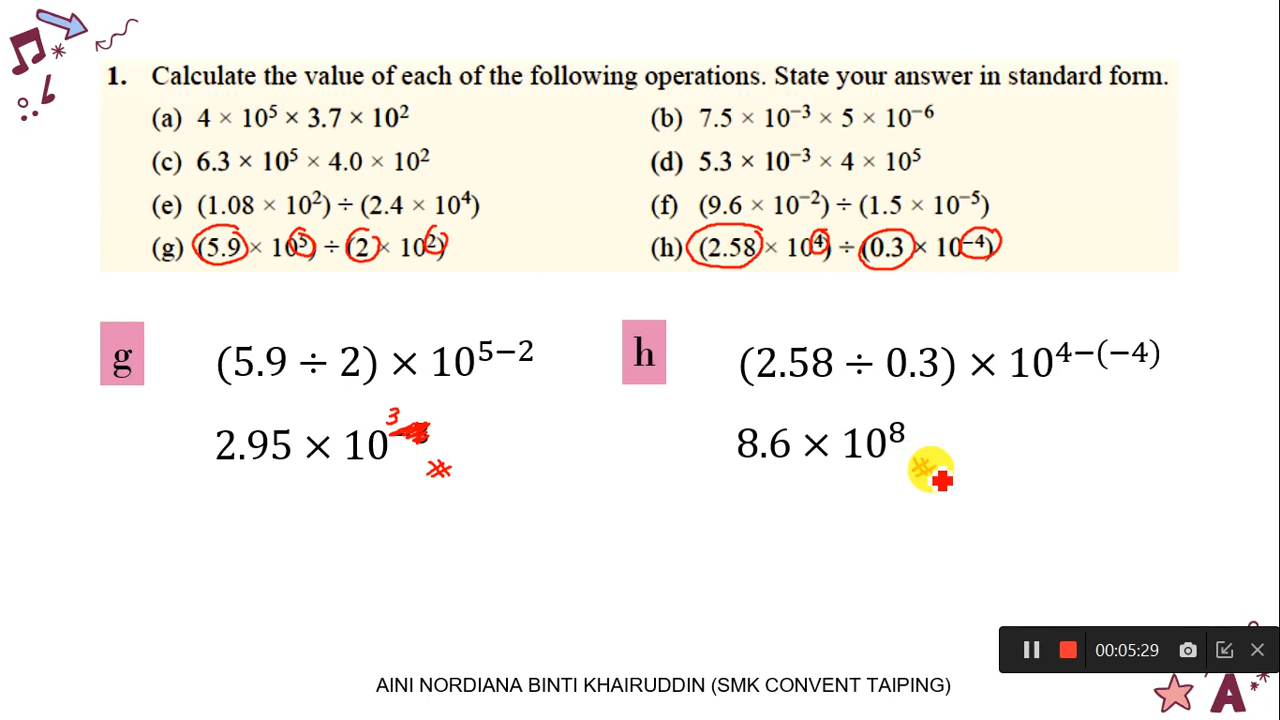 1. Calculate the value of each of the following operations. State your answer in standard form.
(a) 4 × 10⁵ × 3.7 × 10²
(b) 7.5 × 10⁻³ × 5 × 10⁻⁶
(c) 6.3 × 10⁵ × 4.0 × 10²
(d) 5.3 × 10⁻³ × 4 × 10⁵
(e) (1.08 × 10²) ÷ (2.4 × 10⁴)
(f) (9.6 × 10⁻²) ÷ (1.5 × 10⁻⁵)
(g) (5.9 × 10⁵) ÷ (2 × 10²)
(h) (2.58 × 10⁴) ÷ (0.3 × 10⁻⁴)
g
(5.9 ÷ 2) × 10⁵⁻²
2.95 × 10³
h
(2.58 ÷ 0.3) × 10⁴⁻⁽⁻⁴⁾
8.6 × 10⁸
00:05:29
AINI NORDIANA BINTI KHAIRUDDIN (SMK CONVENT TAIPING)
A